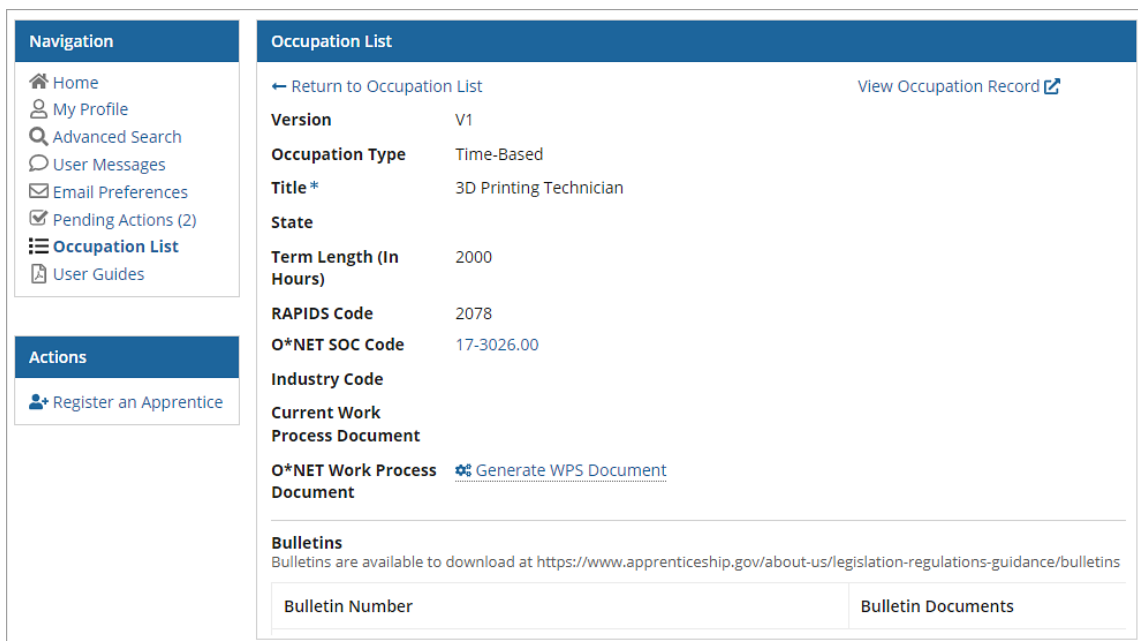 Navigation
Home
My Profile
Advanced Search
User Messages
Email Preferences
Pending Actions (2)
Occupation List
User Guides
Actions
Register an Apprentice
Occupation List
Return to Occupation List
View Occupation Record
Version V1
Occupation Type Time-Based
Title * 3D Printing Technician
State
Term Length (In 2000
Hours)
RAPIDS Code 2078
O*NET SOC Code 17-3026.00
Industry Code
Current Work
Process Document
O*NET Work Process Generate WPS Document
Document
Bulletins
Bulletins are available to download at https://www.apprenticeship.gov/about-us/legislation-regulations-guidance/bulletins
Bulletin Number Bulletin Documents